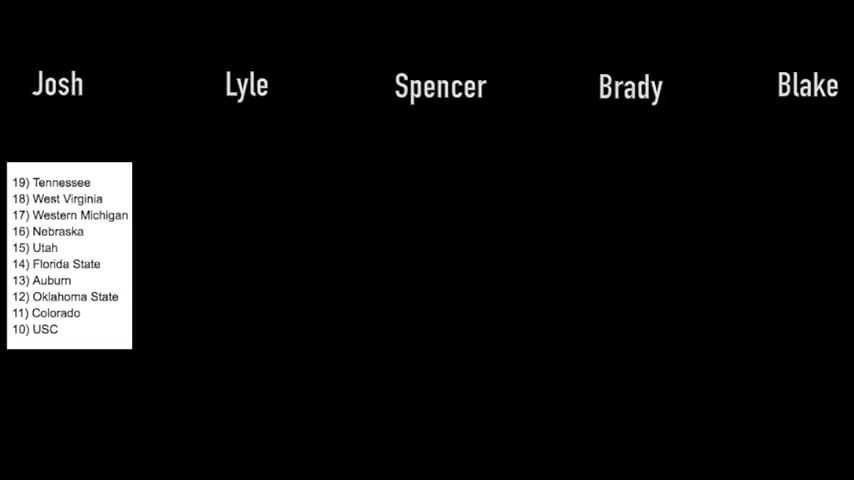 Josh Lyle Spencer Brady Blake
19) Tennessee
18) West Virginia
17) Western Michigan
16) Nebraska
15) Utah
14) Florida State
13) Auburn
12) Oklahoma State
11) Colorado
10) USC